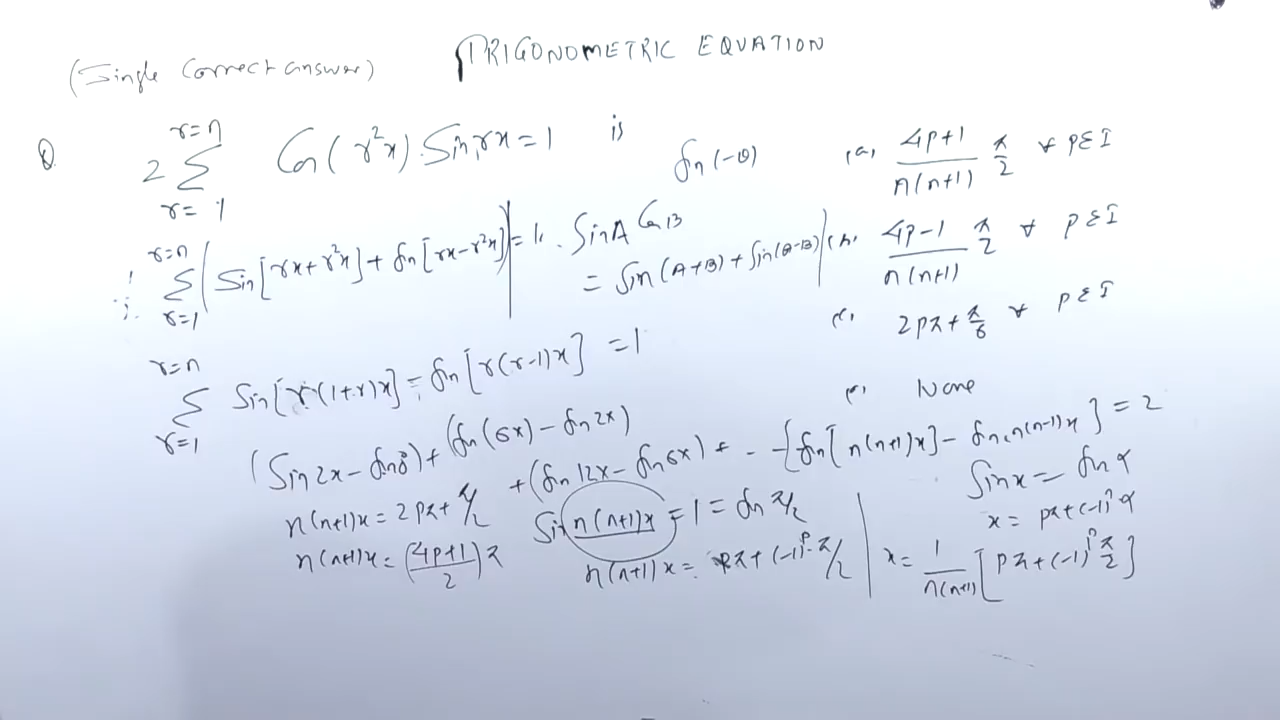 TRIGONOMETRIC EQUATION
(Single Correct answer)
Q. 2 Σ_{r=1}^{r=n} Cos(r²x) · Sin rx = 1 is
Sin(-θ)
(a) (4p+1)/(n(n+1)) π/2 ∀ p ∈ I
Σ_{r=1}^{r=n} (Sin[rx+r²x] + Sin[rx-r²x]) = 1.
Sin A Cos B
= Sin(A+B) + Sin(A-B)
(b) (4p-1)/(n(n+1)) π/2 ∀ p ∈ I
2pπ + π/6 ∀ p ∈ I
Σ_{r=1}^{r=n} Sin[r(1+r)x] - Sin[r(r-1)x] = 1
None
(Sin 2x - Sin 0) + (Sin(6x) - Sin 2x)
+ (Sin 12x - Sin 6x) + - - {Sin[n(n+1)x] - Sin n(n-1)x} = 2
n(n+1)x = 2pπ + π/2
Sin n(n+1)x = 1 = Sin π/2
Sin x = Sin α
x = pπ + (-1)^p α
n(n+1)x = (4p+1)/2 π
n(n+1)x = pπ + (-1)^p π/2
x = 1/(n(n+1)) [pπ + (-1)^p π/2]